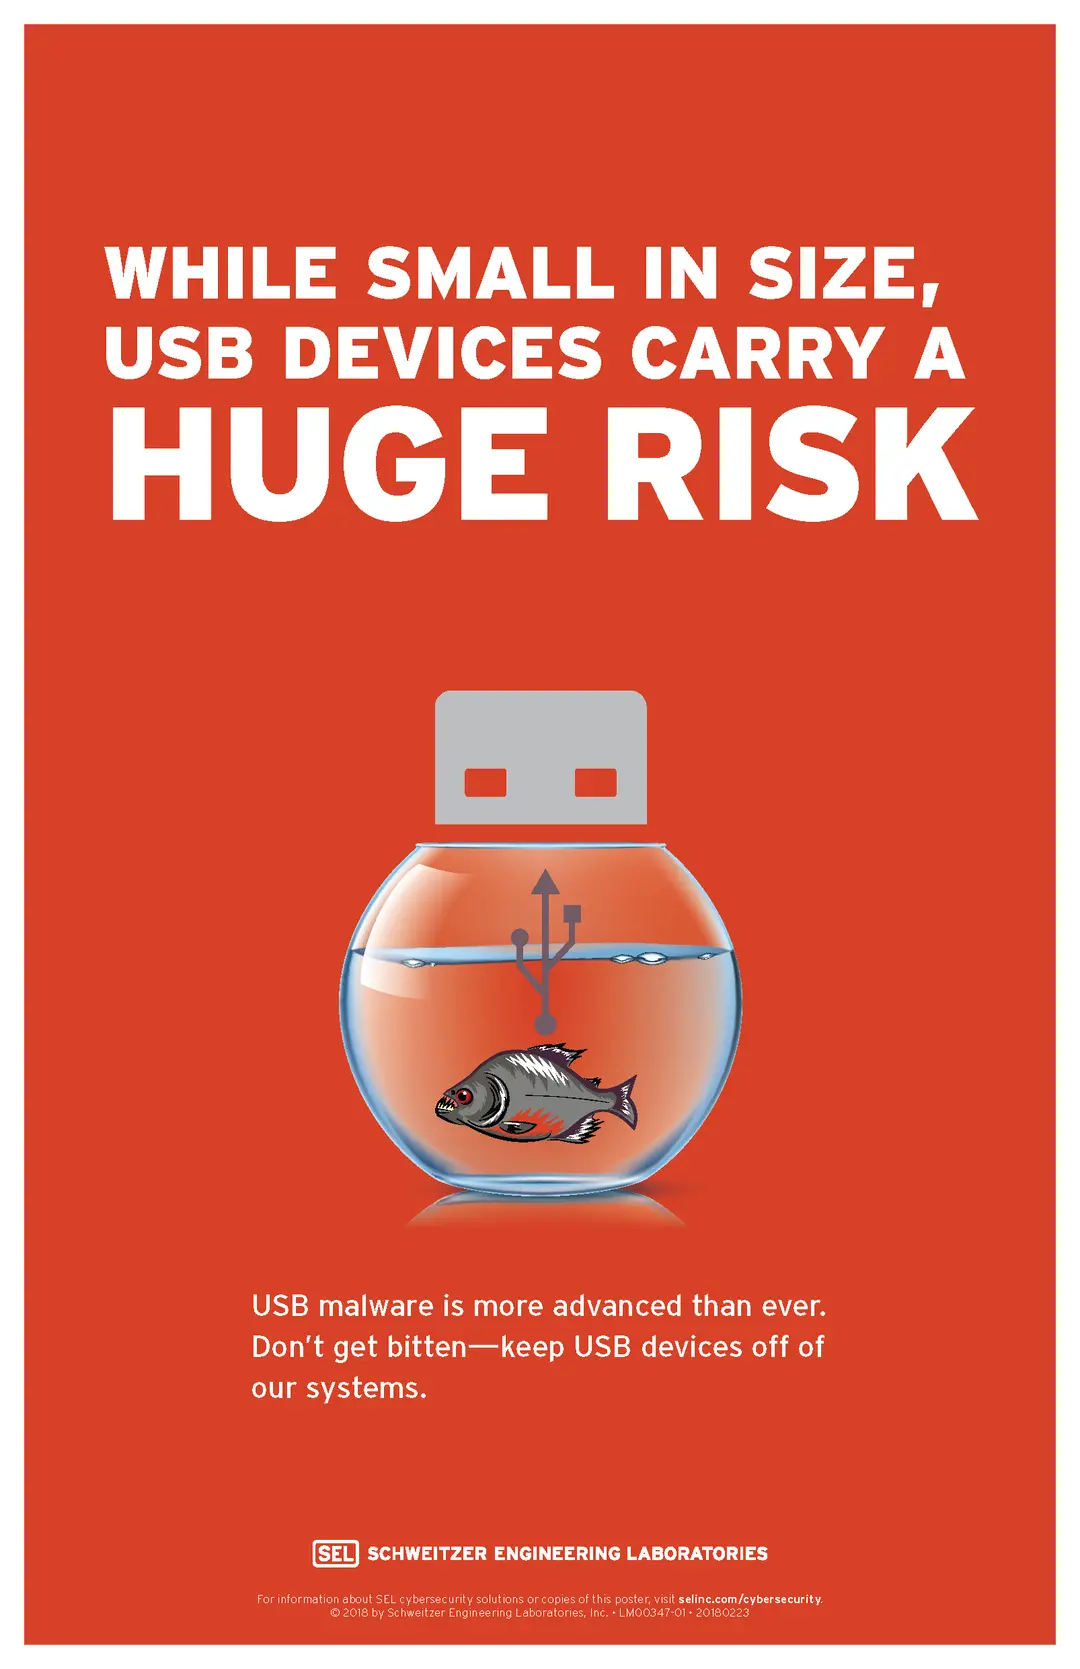 WHILE SMALL IN SIZE,
USB DEVICES CARRY A
HUGE RISK
USB malware is more advanced than ever.
Don't get bitten—keep USB devices off of
our systems.
SEL SCHWEITZER ENGINEERING LABORATORIES
For information about SEL cybersecurity solutions or copies of this poster, visit selinc.com/cybersecurity.
© 2018 by Schweitzer Engineering Laboratories, Inc. • LM00347-01 • 20180223